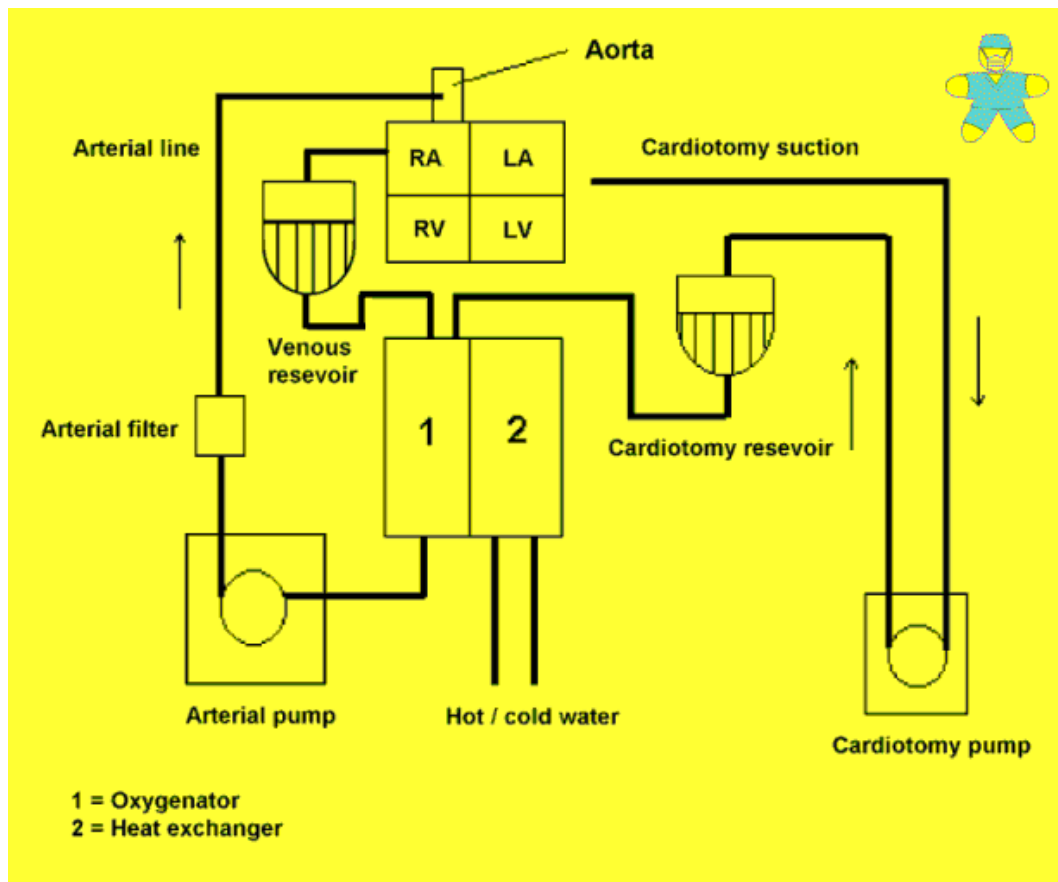 Aorta
Arterial line
RA
LA
Cardiotomy suction
RV
LV
Venous
resevoir
1
2
Arterial filter
Cardiotomy resevoir
Arterial pump
Hot / cold water
Cardiotomy pump
1 = Oxygenator
2 = Heat exchanger